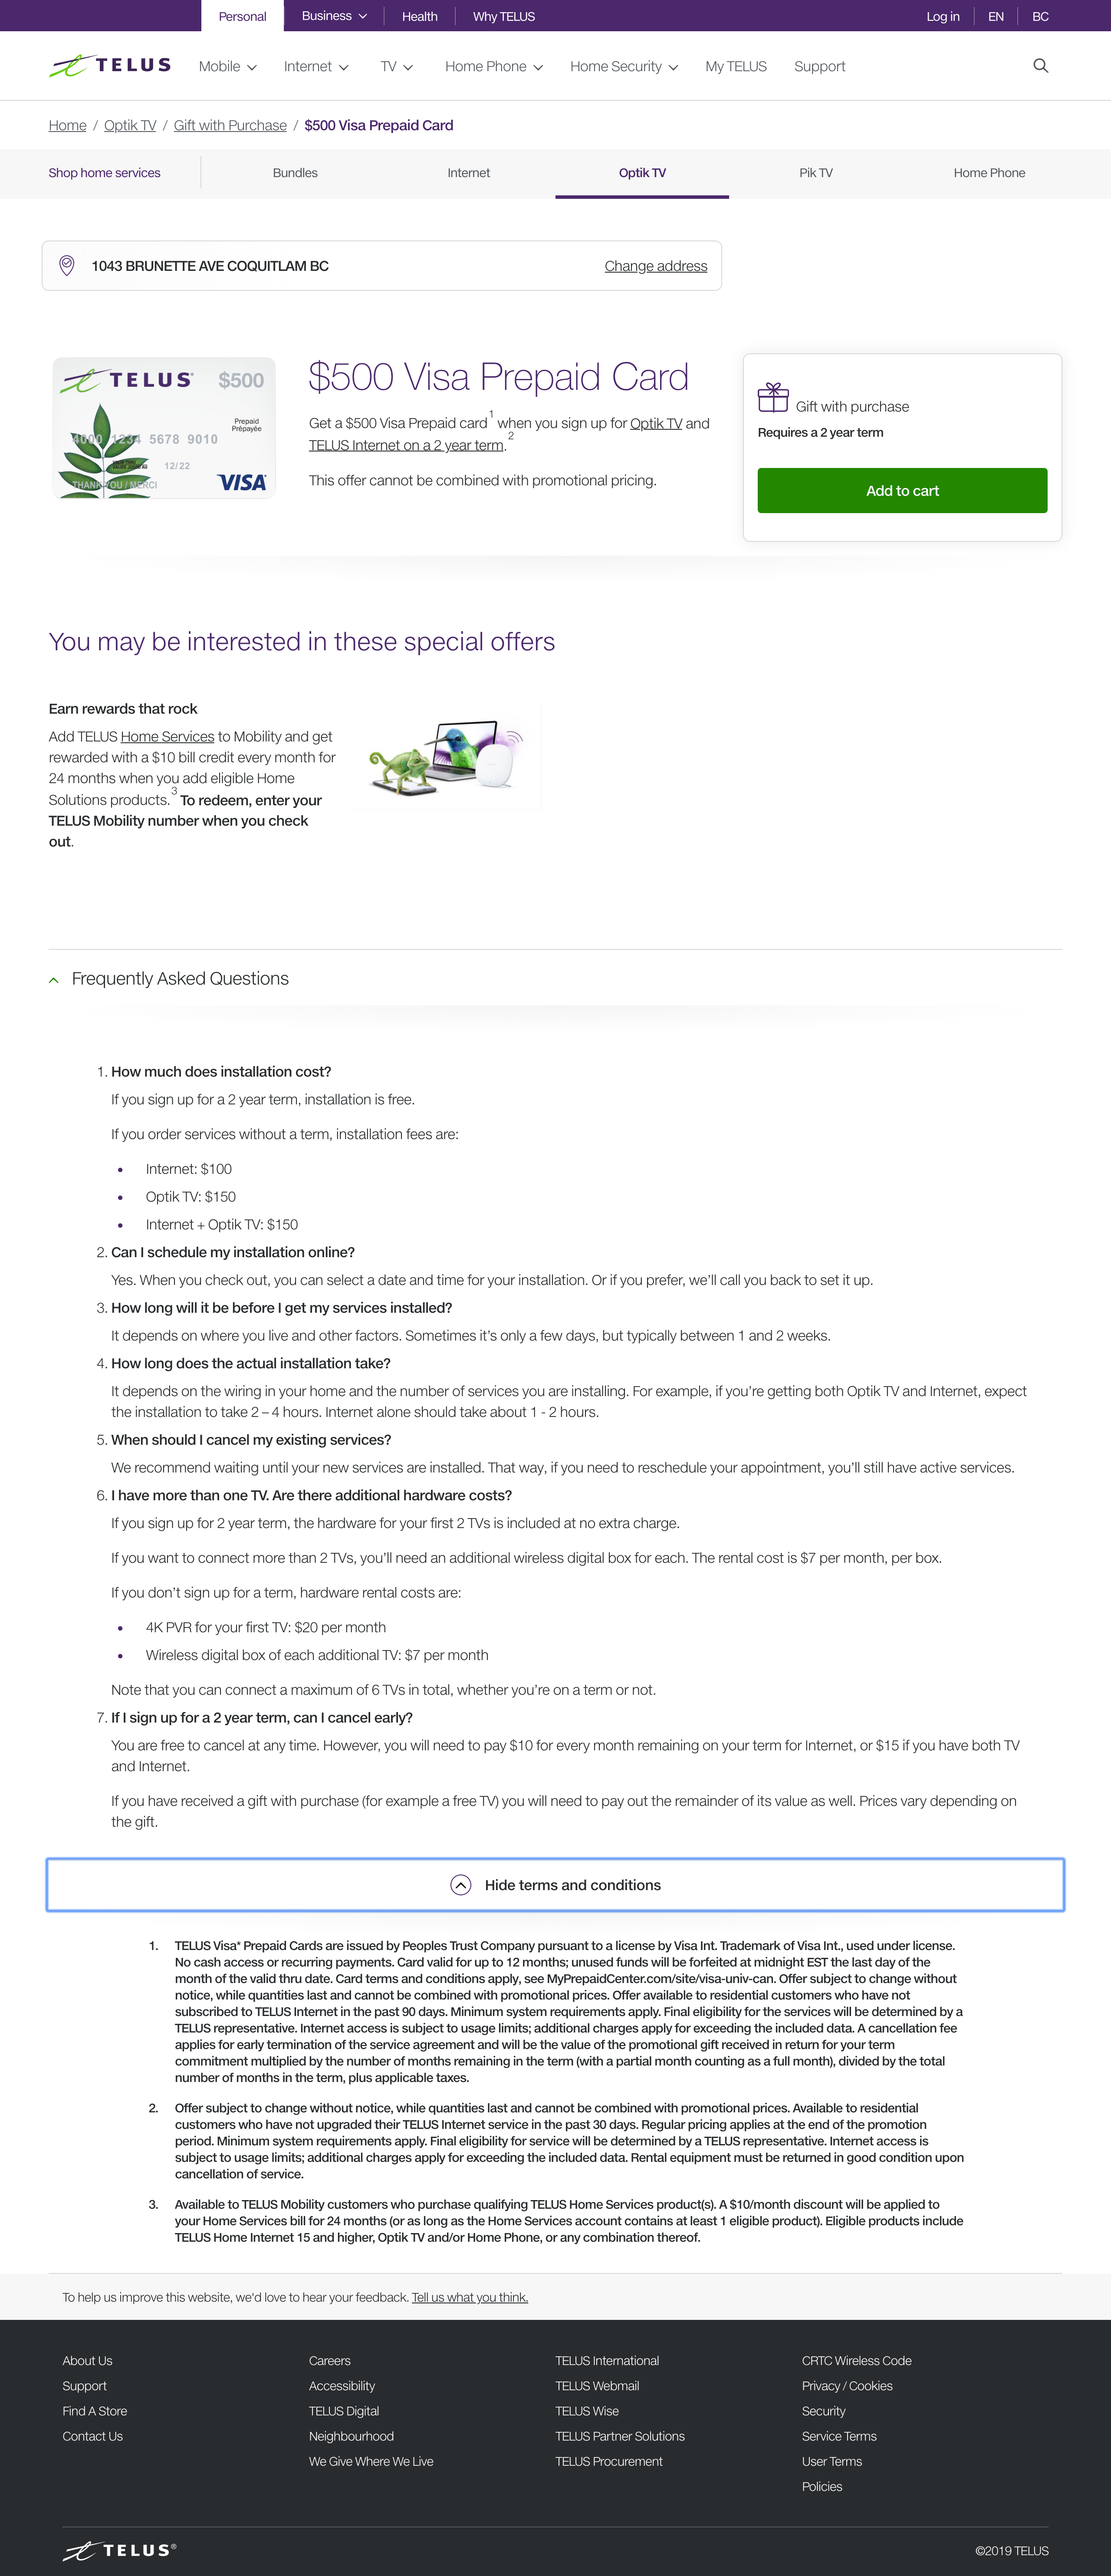 Personal Business Health Why TELUS Log in EN BC
TELUS Mobile Internet TV Home Phone Home Security My TELUS Support
Home / Optik TV / Gift with Purchase / $500 Visa Prepaid Card
Shop home services Bundles Internet Optik TV Pik TV Home Phone
1043 BRUNETTE AVE COQUITLAM BC Change address
TELUS® $500
Prepaid
Prépayée
4000 1234 5678 9010
12/22
THANK YOU / MERCI
VISA
$500 Visa Prepaid Card
Get a $500 Visa Prepaid card1 when you sign up for Optik TV and
TELUS Internet on a 2 year term.2
This offer cannot be combined with promotional pricing.
Gift with purchase
Requires a 2 year term
Add to cart
You may be interested in these special offers
Earn rewards that rock
Add TELUS Home Services to Mobility and get
rewarded with a $10 bill credit every month for
24 months when you add eligible Home
Solutions products.3 To redeem, enter your
TELUS Mobility number when you check
out.
Frequently Asked Questions
1. How much does installation cost?
If you sign up for a 2 year term, installation is free.
If you order services without a term, installation fees are:
• Internet: $100
• Optik TV: $150
• Internet + Optik TV: $150
2. Can I schedule my installation online?
Yes. When you check out, you can select a date and time for your installation. Or if you prefer, we'll call you back to set it up.
3. How long will it be before I get my services installed?
It depends on where you live and other factors. Sometimes it's only a few days, but typically between 1 and 2 weeks.
4. How long does the actual installation take?
It depends on the wiring in your home and the number of services you are installing. For example, if you're getting both Optik TV and Internet, expect
the installation to take 2 – 4 hours. Internet alone should take about 1 - 2 hours.
5. When should I cancel my existing services?
We recommend waiting until your new services are installed. That way, if you need to reschedule your appointment, you'll still have active services.
6. I have more than one TV. Are there additional hardware costs?
If you sign up for 2 year term, the hardware for your first 2 TVs is included at no extra charge.
If you want to connect more than 2 TVs, you'll need an additional wireless digital box for each. The rental cost is $7 per month, per box.
If you don't sign up for a term, hardware rental costs are:
• 4K PVR for your first TV: $20 per month
• Wireless digital box of each additional TV: $7 per month
Note that you can connect a maximum of 6 TVs in total, whether you're on a term or not.
7. If I sign up for a 2 year term, can I cancel early?
You are free to cancel at any time. However, you will need to pay $10 for every month remaining on your term for Internet, or $15 if you have both TV
and Internet.
If you have received a gift with purchase (for example a free TV) you will need to pay out the remainder of its value as well. Prices vary depending on
the gift.
Hide terms and conditions
1. TELUS Visa* Prepaid Cards are issued by Peoples Trust Company pursuant to a license by Visa Int. Trademark of Visa Int., used under license.
No cash access or recurring payments. Card valid for up to 12 months; unused funds will be forfeited at midnight EST the last day of the
month of the valid thru date. Card terms and conditions apply, see MyPrepaidCenter.com/site/visa-univ-can. Offer subject to change without
notice, while quantities last and cannot be combined with promotional prices. Offer available to residential customers who have not
subscribed to TELUS Internet in the past 90 days. Minimum system requirements apply. Final eligibility for the services will be determined by a
TELUS representative. Internet access is subject to usage limits; additional charges apply for exceeding the included data. A cancellation fee
applies for early termination of the service agreement and will be the value of the promotional gift received in return for your term
commitment multiplied by the number of months remaining in the term (with a partial month counting as a full month), divided by the total
number of months in the term, plus applicable taxes.
2. Offer subject to change without notice, while quantities last and cannot be combined with promotional prices. Available to residential
customers who have not upgraded their TELUS Internet service in the past 30 days. Regular pricing applies at the end of the promotion
period. Minimum system requirements apply. Final eligibility for service will be determined by a TELUS representative. Internet access is
subject to usage limits; additional charges apply for exceeding the included data. Rental equipment must be returned in good condition upon
cancellation of service.
3. Available to TELUS Mobility customers who purchase qualifying TELUS Home Services product(s). A $10/month discount will be applied to
your Home Services bill for 24 months (or as long as the Home Services account contains at least 1 eligible product). Eligible products include
TELUS Home Internet 15 and higher, Optik TV and/or Home Phone, or any combination thereof.
To help us improve this website, we'd love to hear your feedback. Tell us what you think.
About Us Careers TELUS International CRTC Wireless Code
Support Accessibility TELUS Webmail Privacy / Cookies
Find A Store TELUS Digital TELUS Wise Security
Contact Us Neighbourhood TELUS Partner Solutions Service Terms
We Give Where We Live TELUS Procurement User Terms
Policies
TELUS® ©2019 TELUS